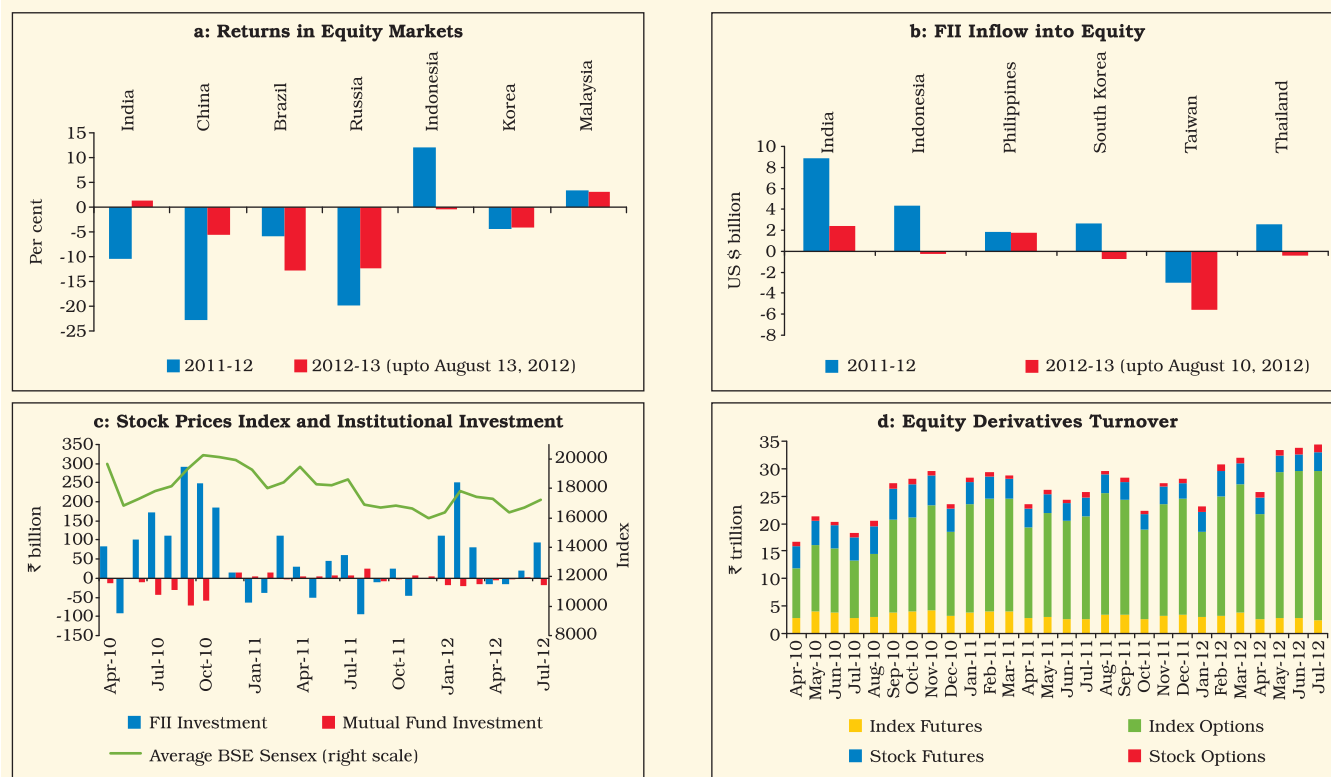 a: Returns in Equity Markets
India
China
Brazil
Russia
Indonesia
Korea
Malaysia
Per cent
15
10
5
0
-5
-10
-15
-20
-25
2011-12
2012-13 (upto August 13, 2012)
b: FII Inflow into Equity
India
Indonesia
Philippines
South Korea
Taiwan
Thailand
US $ billion
10
8
6
4
2
0
-2
-4
-6
-8
2011-12
2012-13 (upto August 10, 2012)
c: Stock Prices Index and Institutional Investment
₹ billion
350
300
250
200
150
100
50
0
-50
-100
-150
20000
18000
16000
14000
12000
10000
8000
Index
Apr-10
Jul-10
Oct-10
Jan-11
Apr-11
Jul-11
Oct-11
Jan-12
Apr-12
Jul-12
FII Investment
Mutual Fund Investment
Average BSE Sensex (right scale)
d: Equity Derivatives Turnover
₹ trillion
35
30
25
20
15
10
5
0
Apr-10
May-10
Jun-10
Jul-10
Aug-10
Sep-10
Oct-10
Nov-10
Dec-10
Jan-11
Feb-11
Mar-11
Apr-11
May-11
Jun-11
Jul-11
Aug-11
Sep-11
Oct-11
Nov-11
Dec-11
Jan-12
Feb-12
Mar-12
Apr-12
May-12
Jun-12
Jul-12
Index Futures
Index Options
Stock Futures
Stock Options